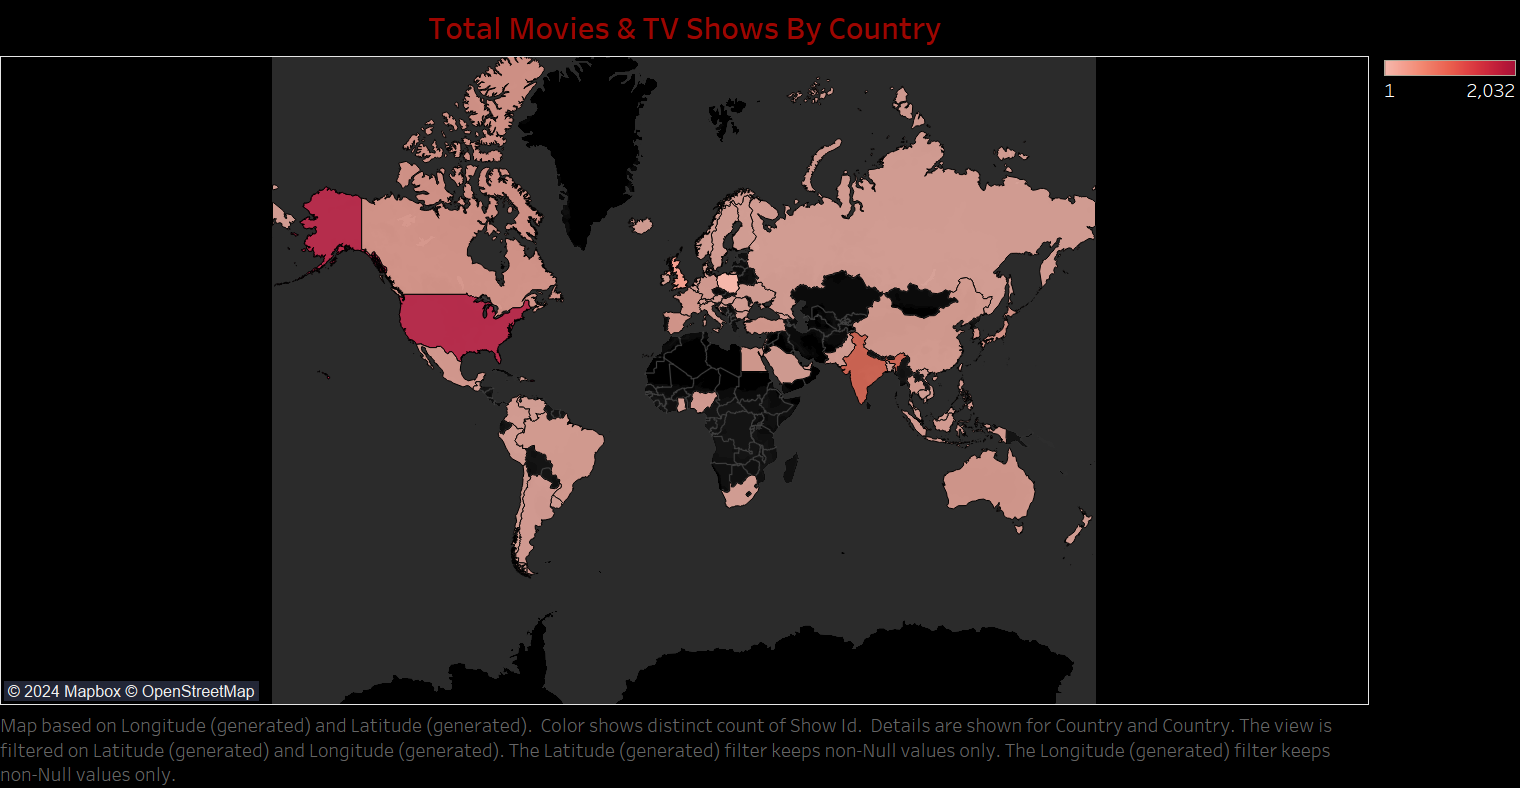 Total Movies & TV Shows By Country
1 2,032
© 2024 Mapbox © OpenStreetMap
Map based on Longitude (generated) and Latitude (generated).  Color shows distinct count of Show Id.  Details are shown for Country and Country. The view is
filtered on Latitude (generated) and Longitude (generated). The Latitude (generated) filter keeps non-Null values only. The Longitude (generated) filter keeps
non-Null values only.